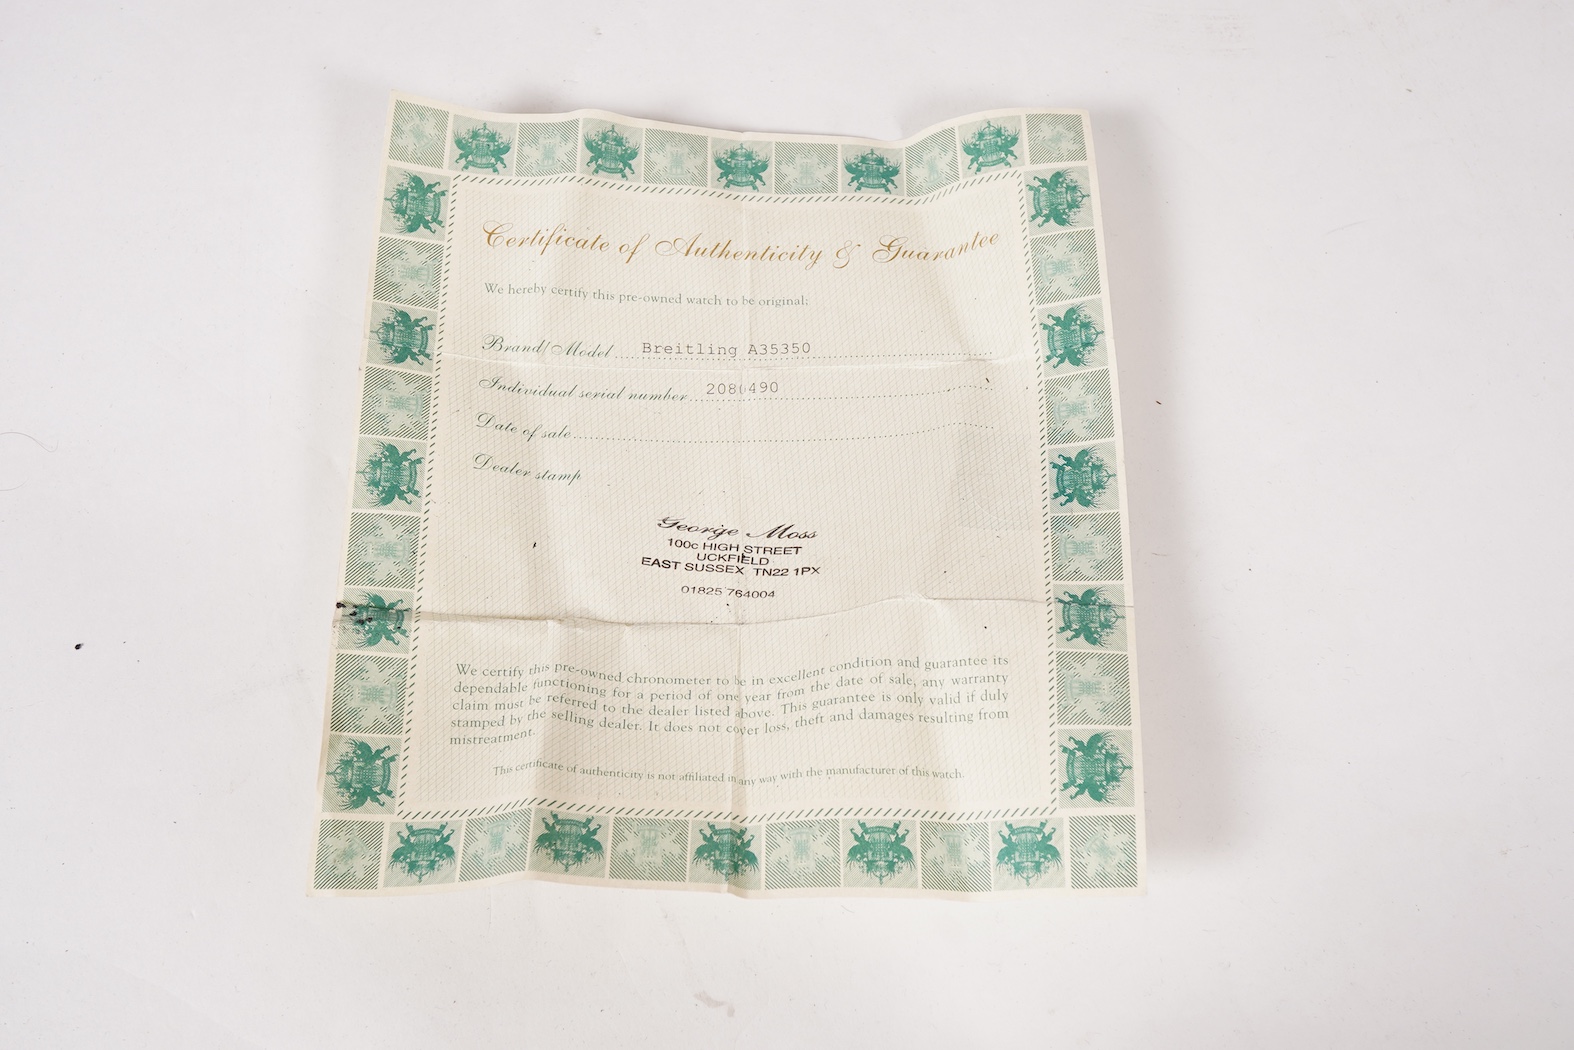 Certificate of Authenticity & Guarantee
We hereby certify this pre-owned watch to be original:
Brand/Model Breitling A35350
Individual serial number 2080490
Date of sale
Dealer stamp
George Moss
100c HIGH STREET
UCKFIELD
EAST SUSSEX TN22 1PX
01825 764004
We certify this pre-owned chronometer to be in excellent condition and guarantee its
dependable functioning for a period of one year from the date of sale, any warranty
claim must be referred to the dealer listed above. This guarantee is only valid if duly
stamped by the selling dealer. It does not cover loss, theft and damages resulting from
mistreatment.
This certificate of authenticity is not affiliated in any way with the manufacturer of this watch.